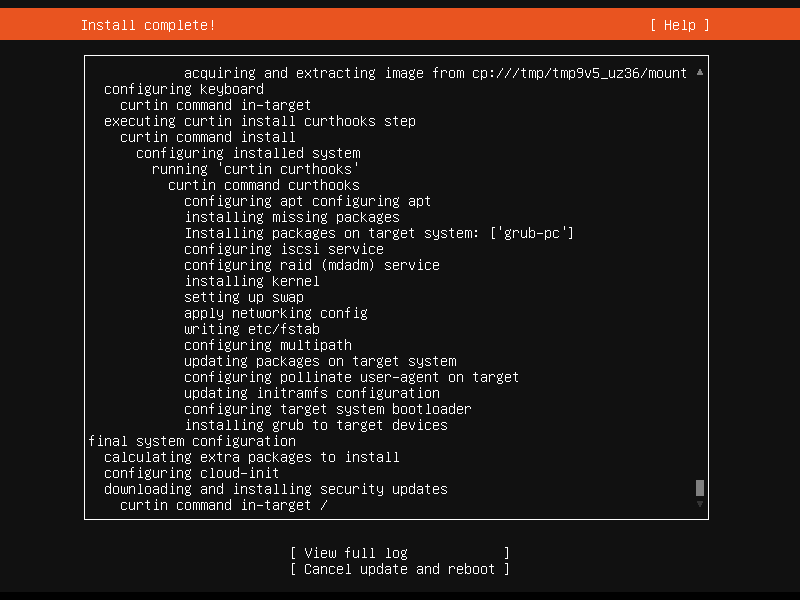 Install complete!
[ Help ]
acquiring and extracting image from cp:///tmp/tmp9v5_uz36/mount
configuring keyboard
curtin command in-target
executing curtin install curthooks step
curtin command install
configuring installed system
running 'curtin curthooks'
curtin command curthooks
configuring apt configuring apt
installing missing packages
Installing packages on target system: ['grub-pc']
configuring iscsi service
configuring raid (mdadm) service
installing kernel
setting up swap
apply networking config
writing etc/fstab
configuring multipath
updating packages on target system
configuring pollinate user-agent on target
updating initramfs configuration
configuring target system bootloader
installing grub to target devices
final system configuration
calculating extra packages to install
configuring cloud-init
downloading and installing security updates
curtin command in-target /
[ View full log ]
[ Cancel update and reboot ]